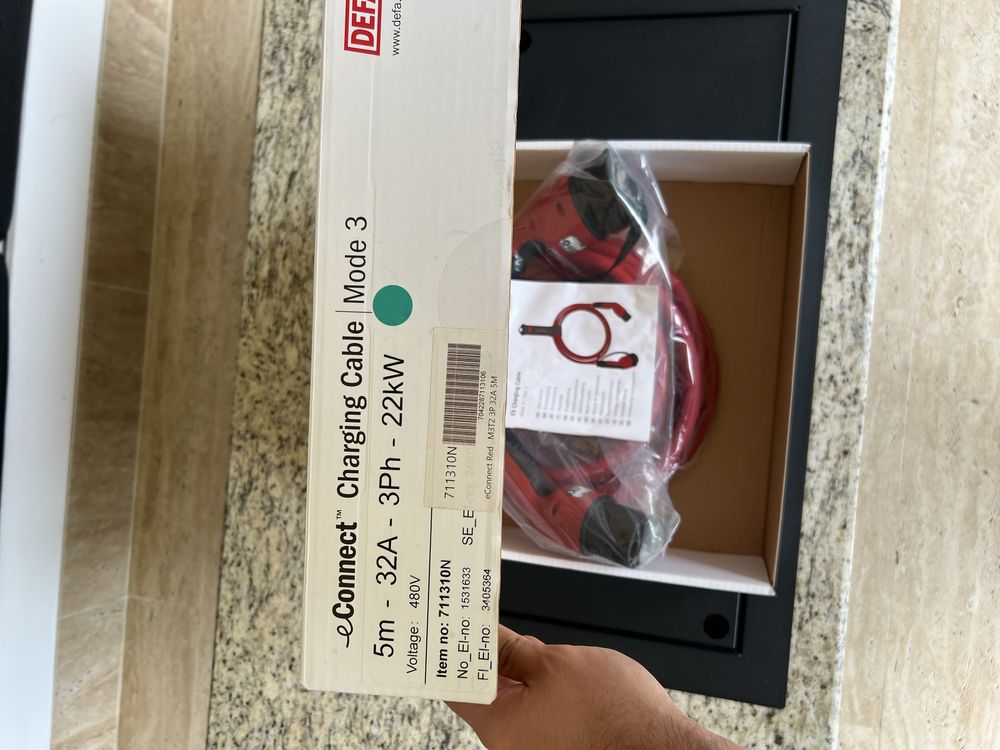 DEFA
www.defa.
eConnect™ Charging Cable | Mode 3
5m - 32A - 3Ph - 22kW
Voltage: 480V
Item no: 711310N
No_El-no: 1531633
SE_E
FI_El-no: 3405364
711310N
7042287113106
eConnect Red M3T2 3P 32A 5M
EV Charging Cable